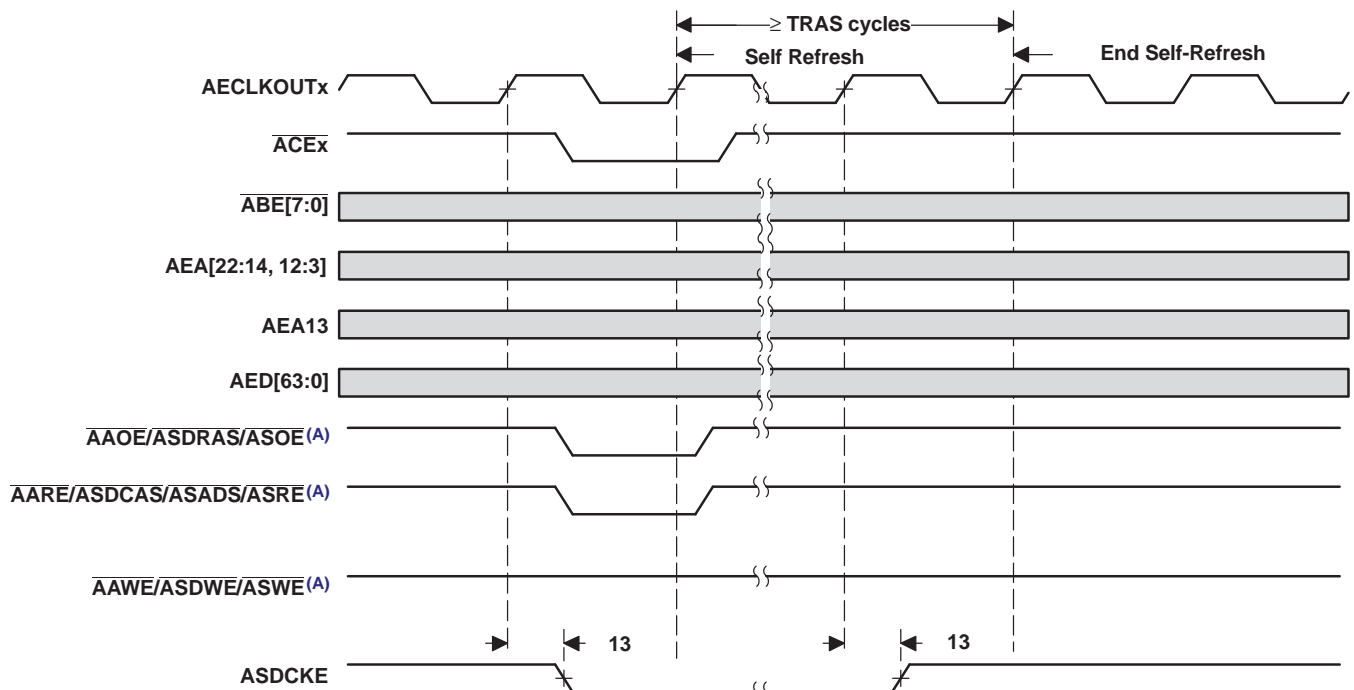 ≥ TRAS cycles
Self Refresh
End Self-Refresh
AECLKOUTx
ACEx
ABE[7:0]
AEA[22:14, 12:3]
AEA13
AED[63:0]
AAOE/ASDRAS/ASOE(A)
AARE/ASDCAS/ASADS/ASRE(A)
AAWE/ASDWE/ASWE(A)
13
13
ASDCKE